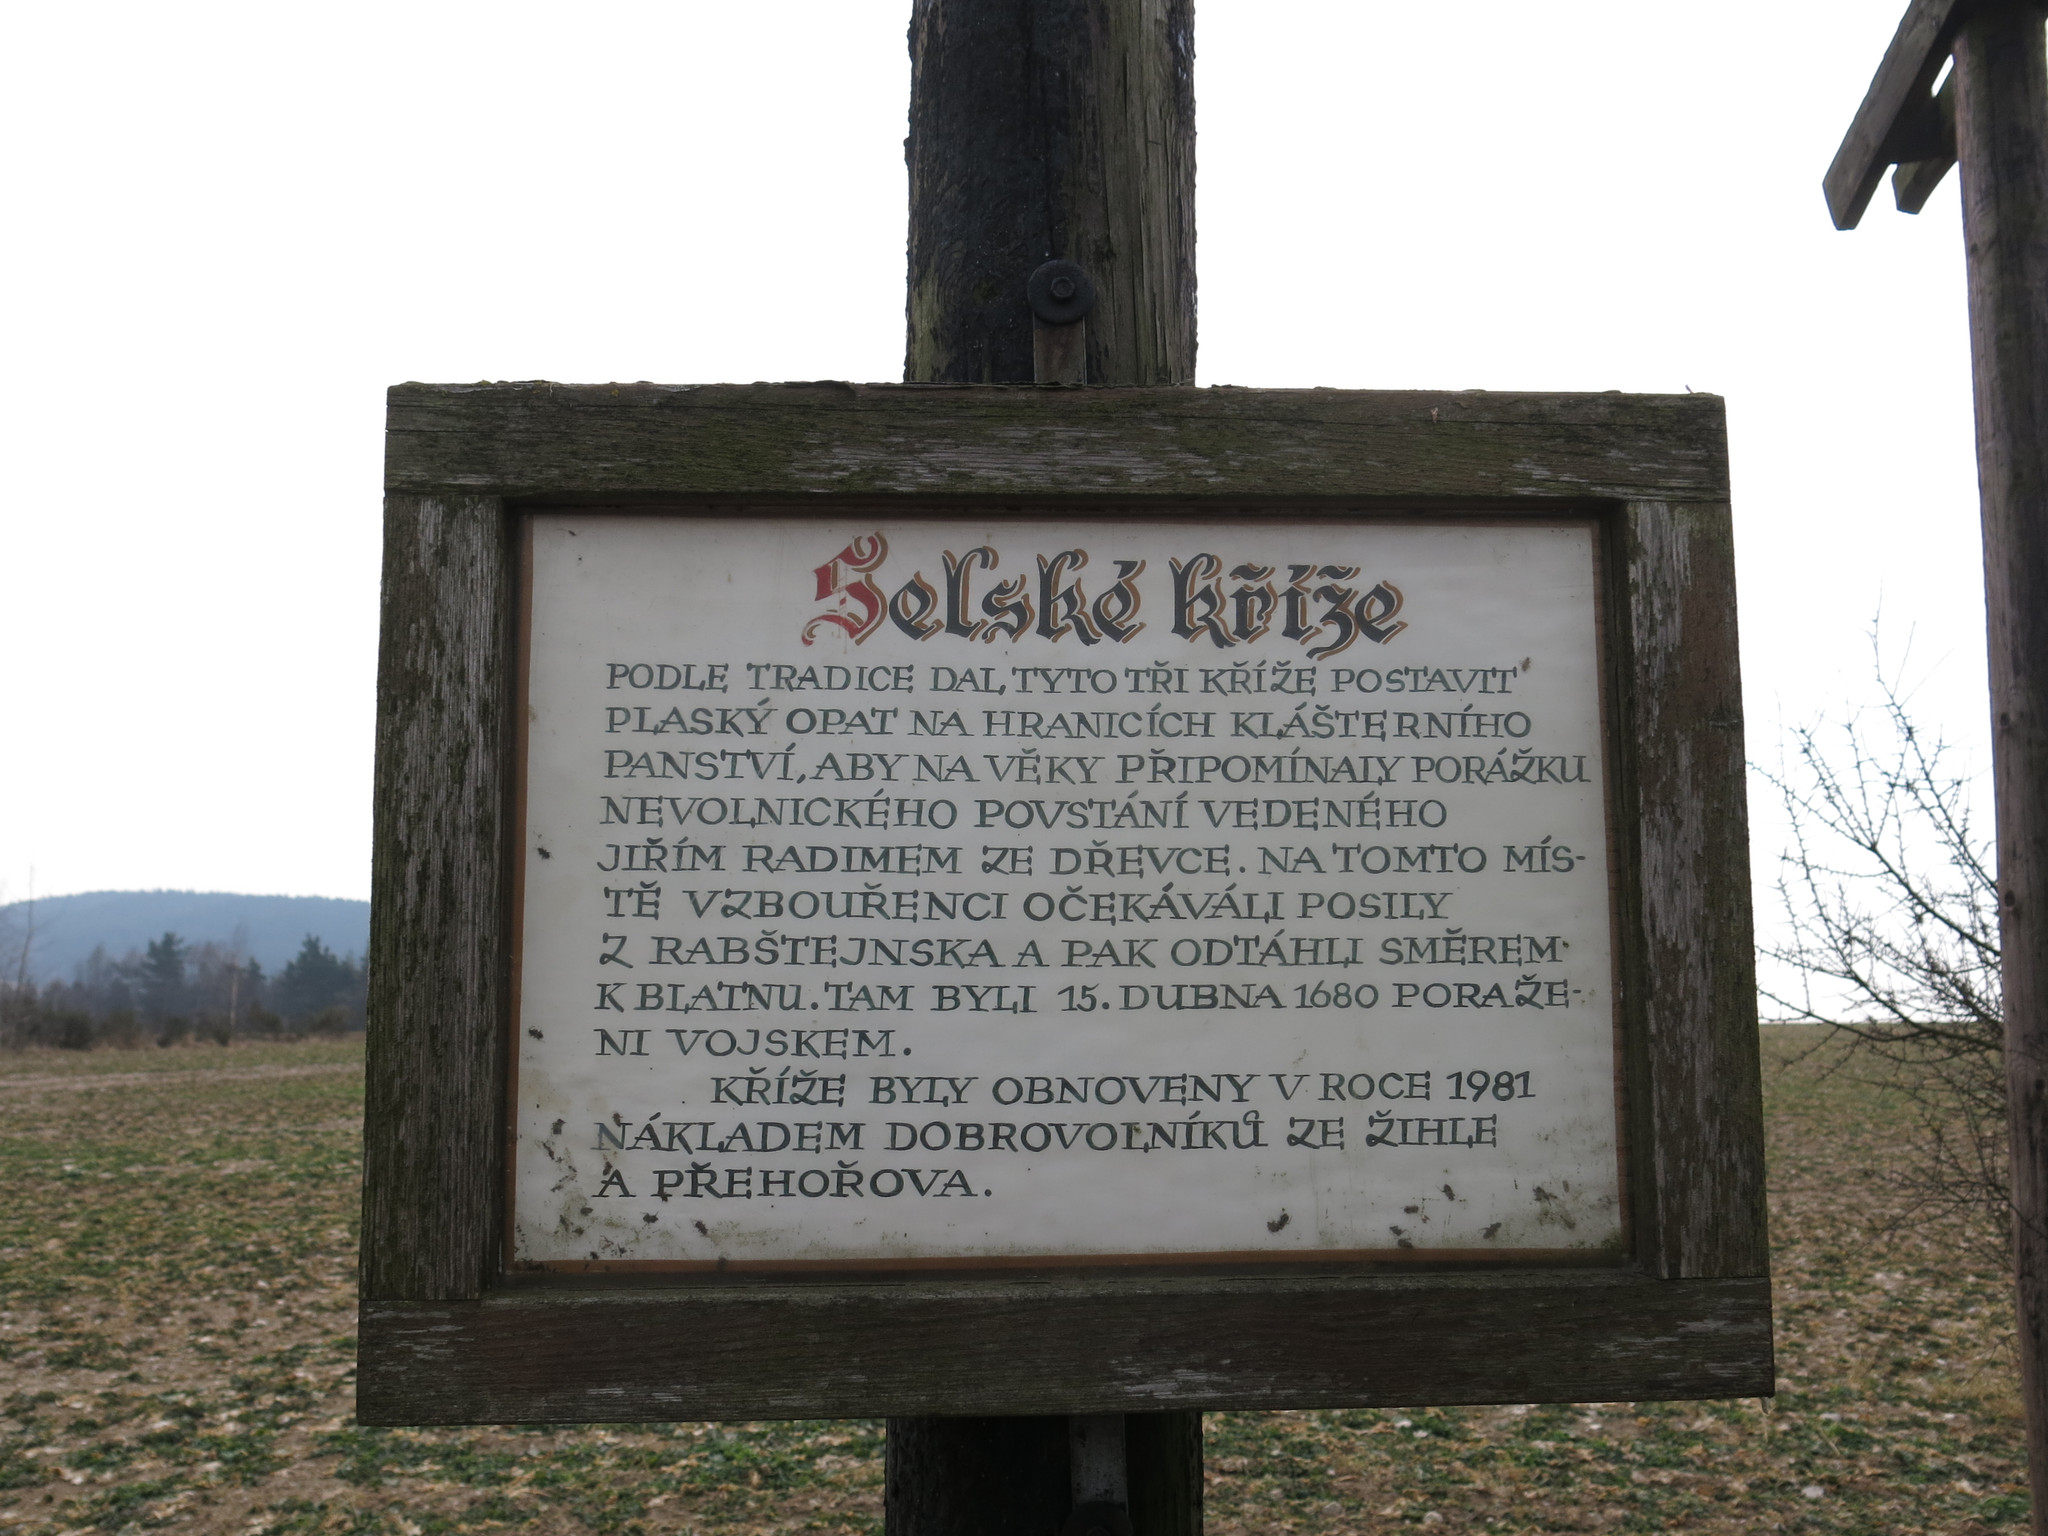 Selské kříže
PODLE TRADICE DAL TYTO TŘI KŘÍŽE POSTAVIT
PLASKÝ OPAT NA HRANICÍCH KLÁŠTERNÍHO
PANSTVÍ, ABY NA VĚKY PŘIPOMÍNALY PORÁŽKU
NEVOLNICKÉHO POVSTÁNÍ VEDENÉHO
JIŘÍM RADIMEM ZE DŘEVCE. NA TOMTO MÍS-
TĚ VZBOUŘENCI OČEKÁVÁLI POSILY
Z RABŠTEJNSKA A PAK ODTÁHLI SMĚREM
K BLATNU. TAM BYLI 15. DUBNA 1680 PORAŽE-
NI VOJSKEM.
KŘÍŽE BYLY OBNOVENY V ROCE 1981
NÁKLADEM DOBROVOLNÍKŮ ZE ŽIHLE
A PŘEHOŘOVA.